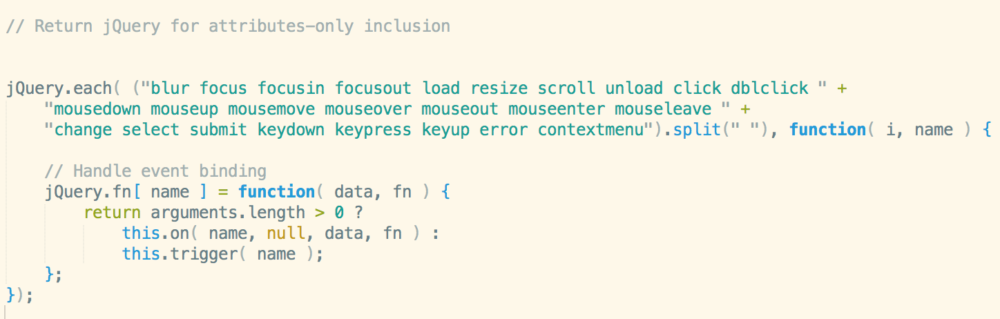 // Return jQuery for attributes-only inclusion
jQuery.each( ("blur focus focusin focusout load resize scroll unload click dblclick " +
"mousedown mouseup mousemove mouseover mouseout mouseenter mouseleave " +
"change select submit keydown keypress keyup error contextmenu").split(" "), function( i, name ) {
// Handle event binding
jQuery.fn[ name ] = function( data, fn ) {
return arguments.length > 0 ?
this.on( name, null, data, fn ) :
this.trigger( name );
};
});